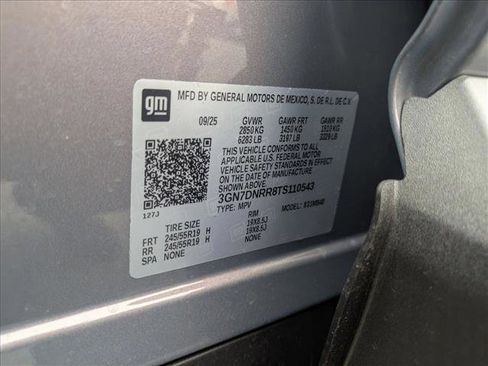 gm
MFD BY GENERAL MOTORS DE MEXICO, S. DE R.L. DE C.V.
09/25 GVWR GAWR FRT GAWR RR
2850 KG 1450 KG 1510 KG
6283 LB 3197 LB 3329 LB
THIS VEHICLE CONFORMS TO ALL
APPLICABLE U.S. FEDERAL MOTOR
VEHICLE SAFETY STANDARDS IN EFFECT
ON THE DATE OF MANUFACTURE SHOWN ABOVE.
3GN7DNRR8TS110543
127J
TYPE: MPV MODEL:
TIRE SIZE RIM
FRT 245/55R19 H 19X8.5J
RR 245/55R19 H 19X8.5J
SPA NONE NONE